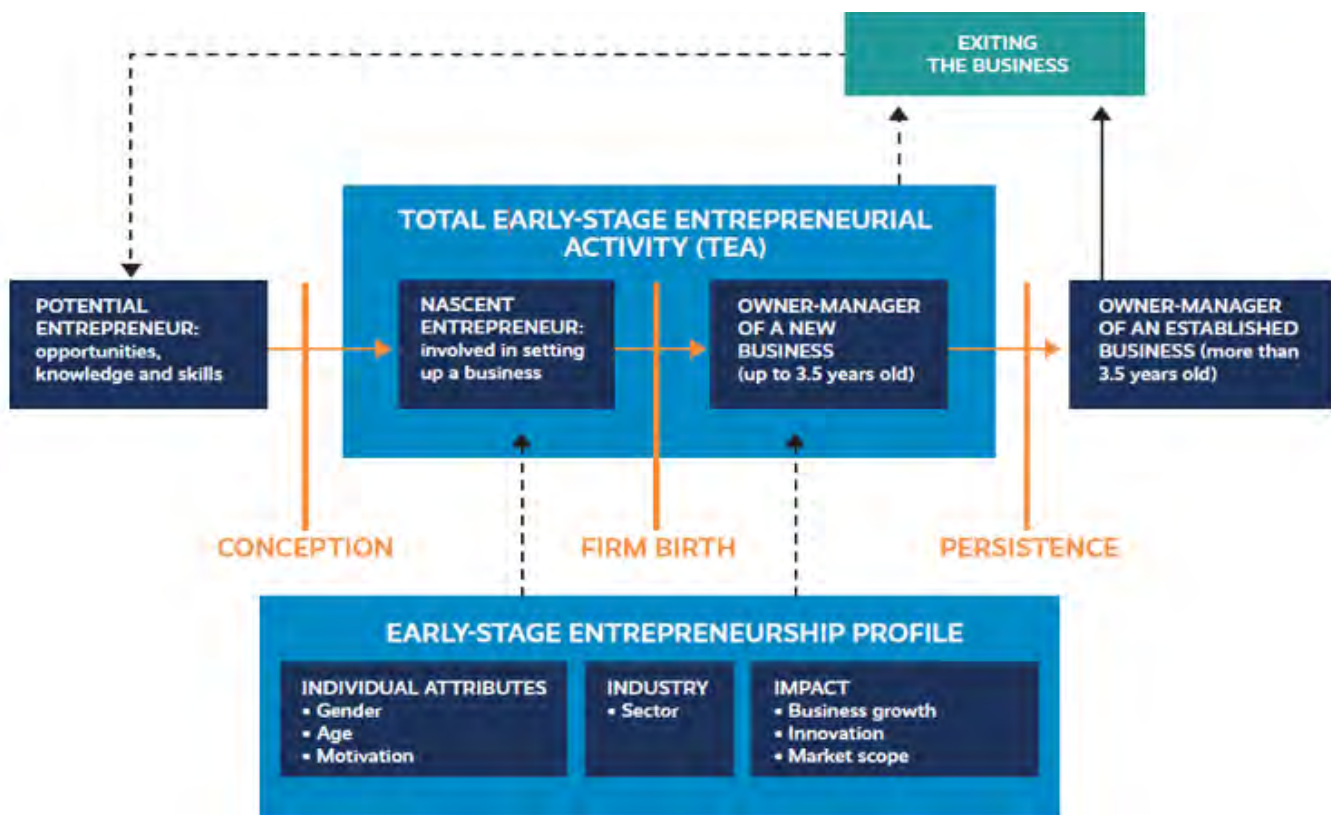 EXITING
THE BUSINESS
TOTAL EARLY-STAGE ENTREPRENEURIAL
ACTIVITY (TEA)
POTENTIAL
ENTREPRENEUR:
opportunities,
knowledge and skills
NASCENT
ENTREPRENEUR:
involved in setting
up a business
OWNER-MANAGER
OF A NEW
BUSINESS
(up to 3.5 years old)
OWNER-MANAGER
OF AN ESTABLISHED
BUSINESS (more than
3.5 years old)
CONCEPTION
FIRM BIRTH
PERSISTENCE
EARLY-STAGE ENTREPRENEURSHIP PROFILE
INDIVIDUAL ATTRIBUTES
• Gender
• Age
• Motivation
INDUSTRY
• Sector
IMPACT
• Business growth
• Innovation
• Market scope